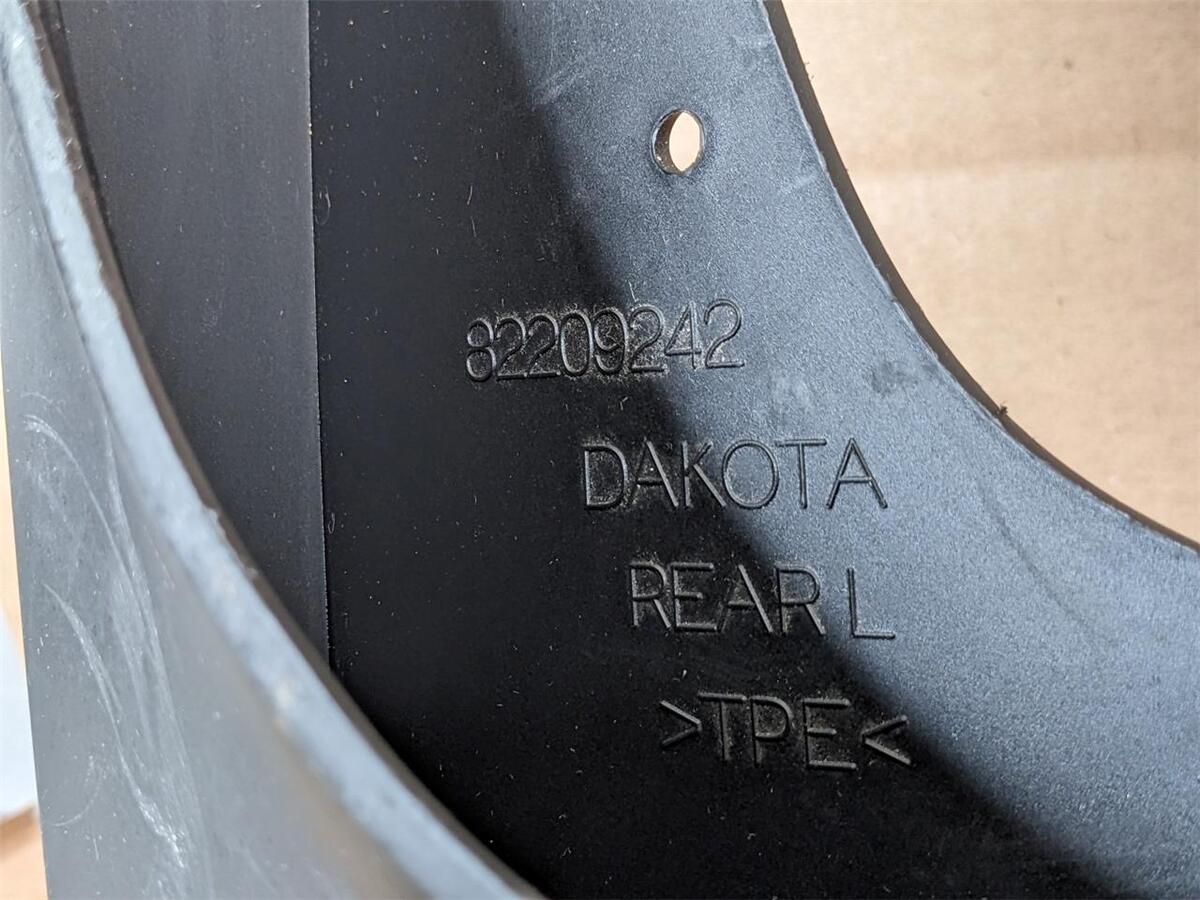 82209242
DAKOTA
REAR L
>TPE<